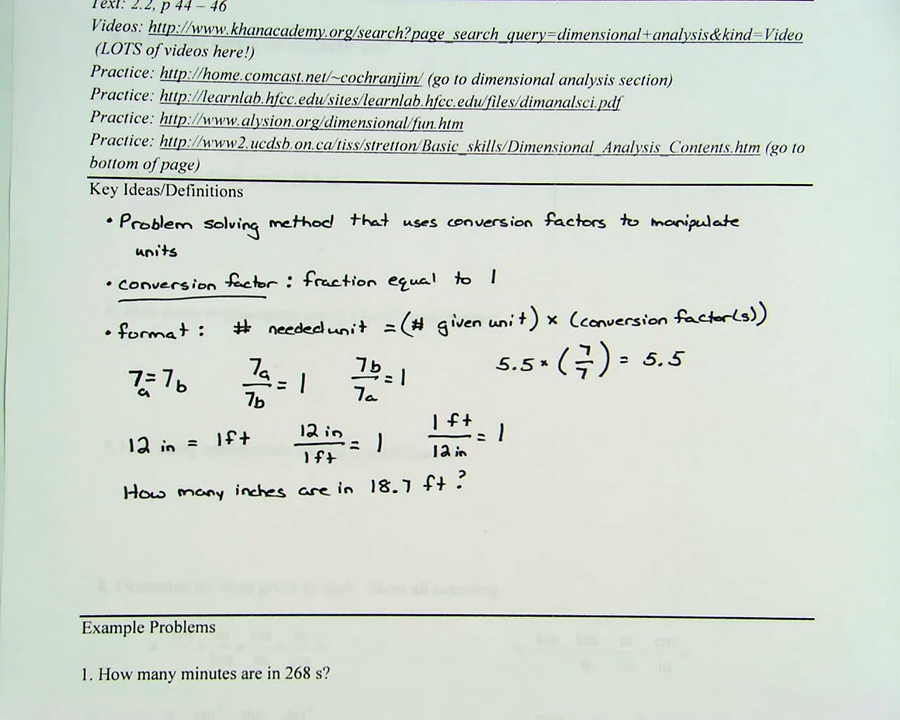 Text: 2.2, p 44 – 46
Videos: http://www.khanacademy.org/search?page_search_query=dimensional+analysis&kind=Video
(LOTS of videos here!)
Practice: http://home.comcast.net/~cochranjim/ (go to dimensional analysis section)
Practice: http://learnlab.hfcc.edu/sites/learnlab.hfcc.edu/files/dimanalsci.pdf
Practice: http://www.alysion.org/dimensional/fun.htm
Practice: http://www2.ucdsb.on.ca/tiss/stretton/Basic_skills/Dimensional_Analysis_Contents.htm (go to
bottom of page)
Key Ideas/Definitions
• Problem solving method that uses conversion factors to manipulate
units
• conversion factor : fraction equal to 1
• format : # needed unit = (# given unit) × (conversion factor(s))
7a = 7b 7a/7b = 1 7b/7a = 1 5.5 × (7/7) = 5.5
12 in = 1 ft 12 in/1 ft = 1 1 ft/12 in = 1
How many inches are in 18.7 ft ?
Example Problems
1. How many minutes are in 268 s?